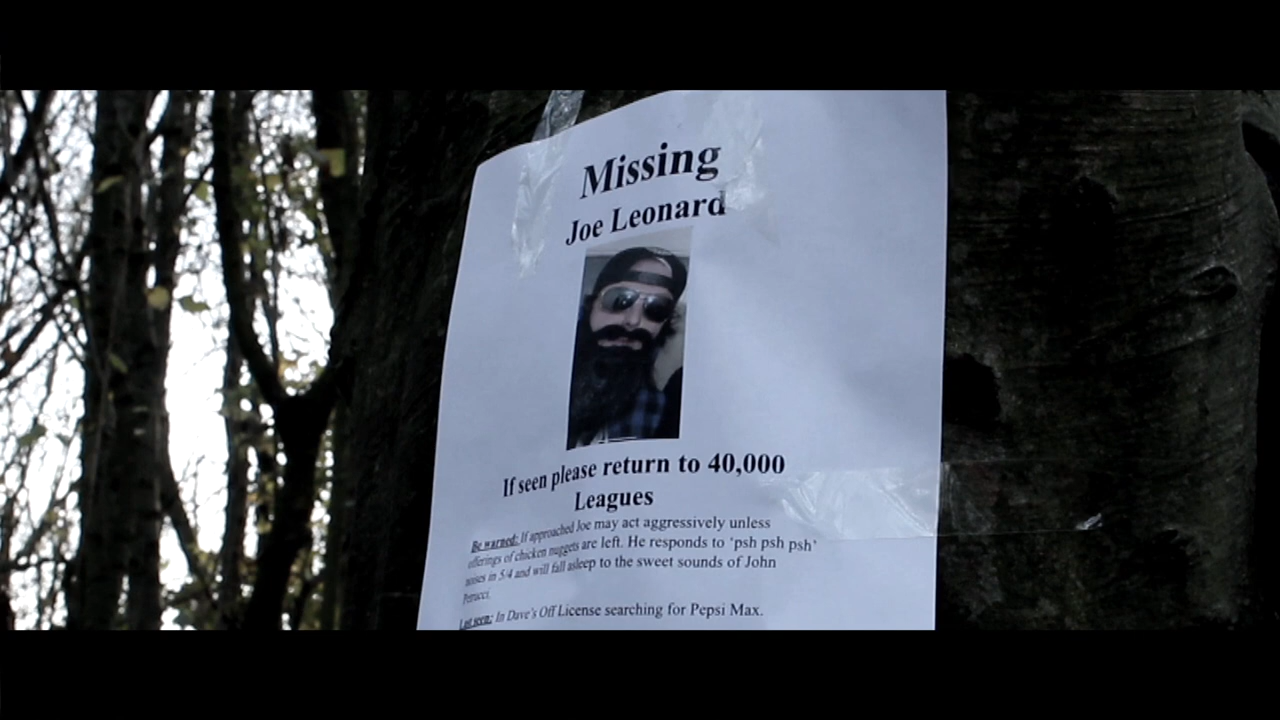 Missing
Joe Leonard
If seen please return to 40,000
Leagues
Be warned: If approached Joe may act aggressively unless
offerings of chicken nuggets are left. He responds to 'psh psh psh'
noises in 5/4 and will fall asleep to the sweet sounds of John
Petrucci.
Last seen: In Dave's Off License searching for Pepsi Max.